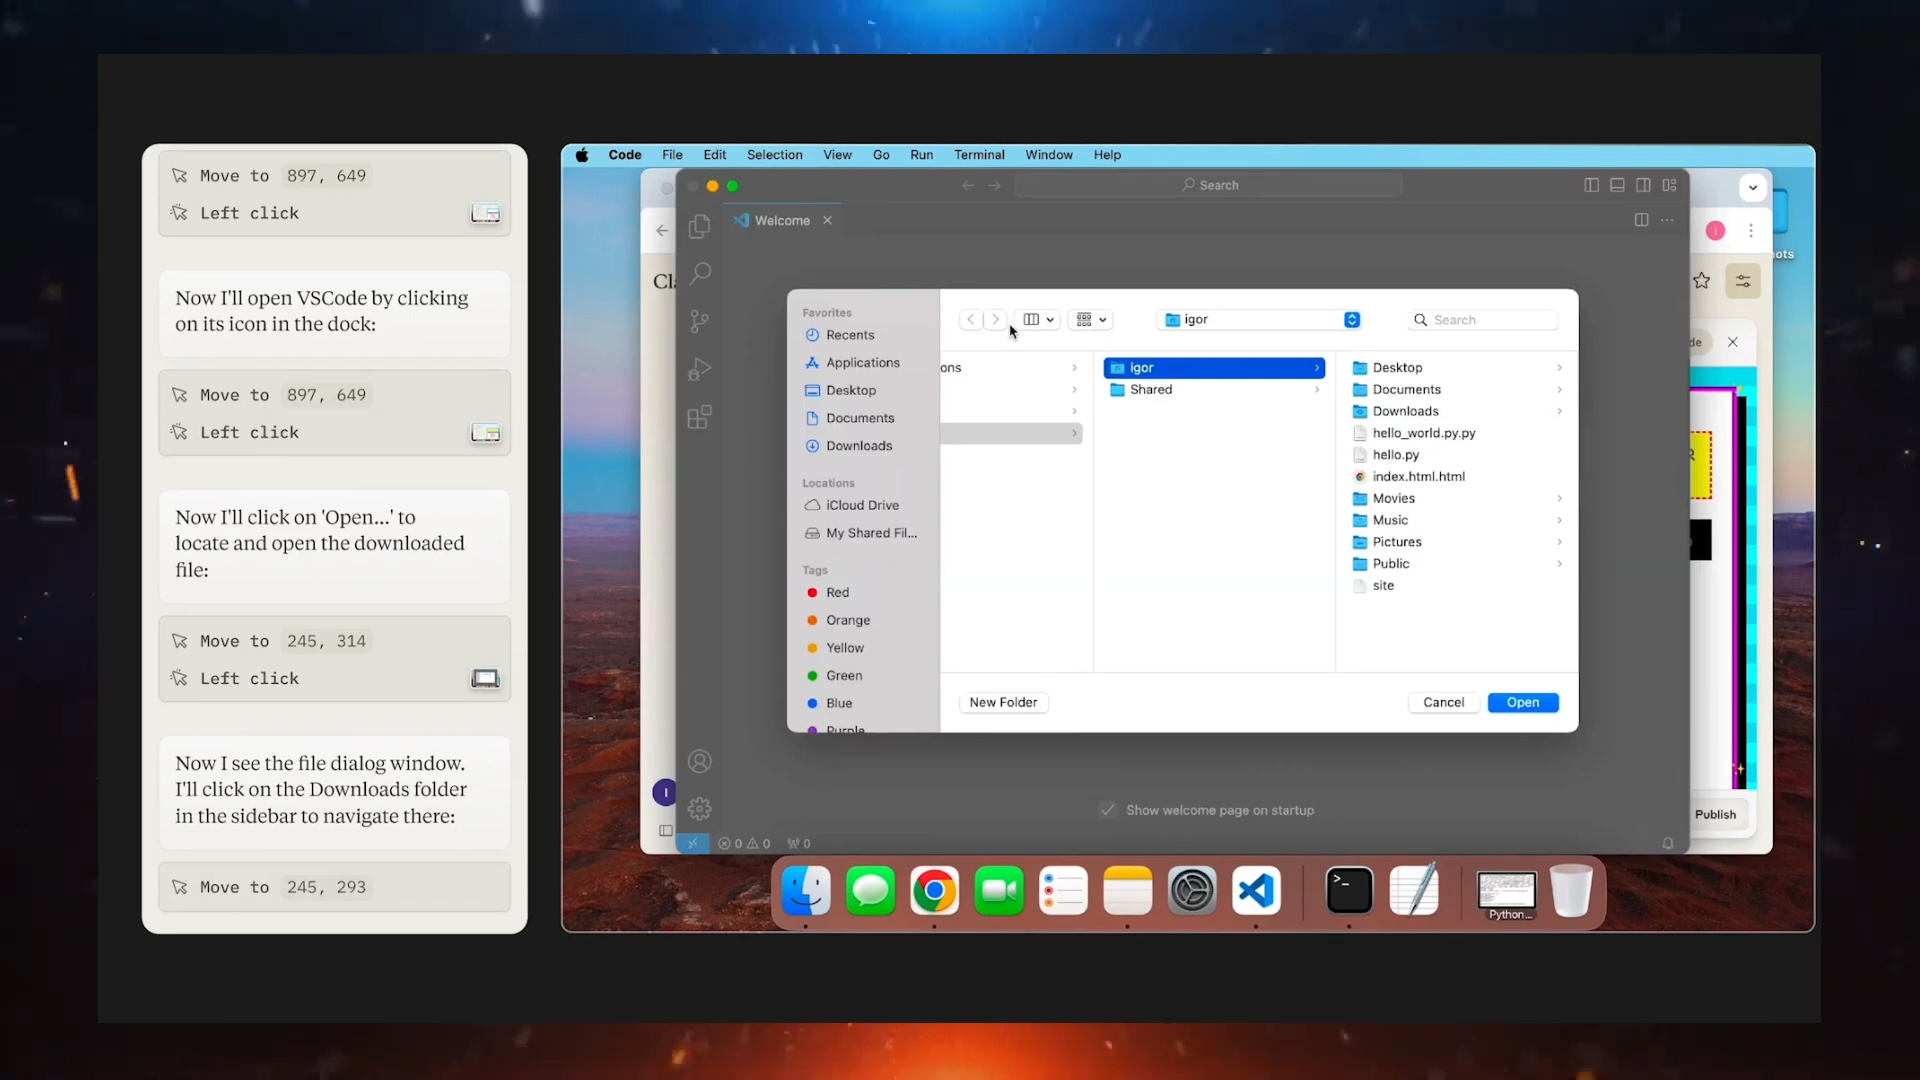 Move to 897, 649
Left click
Now I'll open VSCode by clicking
on its icon in the dock:
Move to 897, 649
Left click
Now I'll click on 'Open...' to
locate and open the downloaded
file:
Move to 245, 314
Left click
Now I see the file dialog window.
I'll click on the Downloads folder
in the sidebar to navigate there:
Move to 245, 293
Code File Edit Selection View Go Run Terminal Window Help
Search
Welcome
Favorites
Recents
Applications
Desktop
Documents
Downloads
Locations
iCloud Drive
My Shared Fil...
Tags
Red
Orange
Yellow
Green
Blue
Purple
igor
Search
ons
igor
Shared
Desktop
Documents
Downloads
hello_world.py.py
hello.py
index.html.html
Movies
Music
Pictures
Public
site
New Folder
Cancel
Open
Show welcome page on startup
0 0 0
Publish
Python...